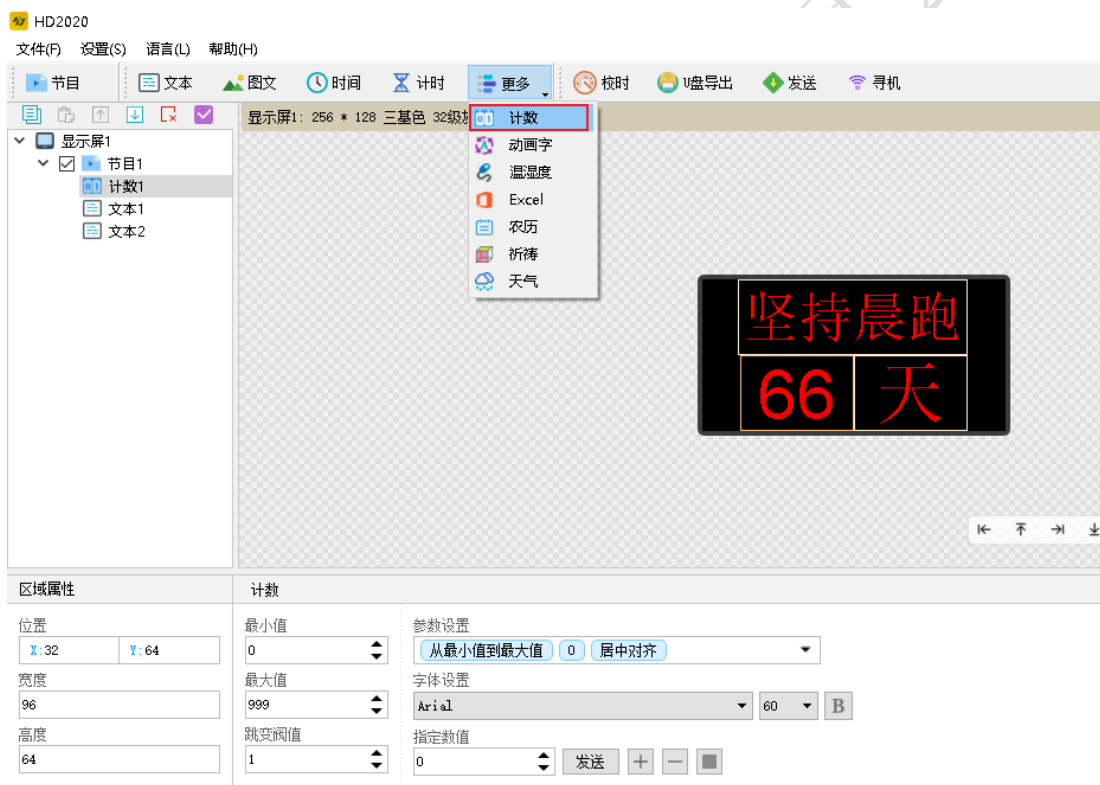 HD2020
文件(F) 设置(S) 语言(L) 帮助(H)
节目 文本 图文 时间 计时 更多 校时 U盘导出 发送 寻机
显示屏1: 256 * 128 三基色 32级
计数
动画字
温湿度
Excel
农历
祈祷
天气
显示屏1
节目1
计数1
文本1
文本2
坚持晨跑
66 天
区域属性
位置
X:32 Y:64
宽度
96
高度
64
计数
最小值
0
最大值
999
跳变阀值
1
参数设置
从最小值到最大值 0 居中对齐
字体设置
Arial 60 B
指定数值
0 发送